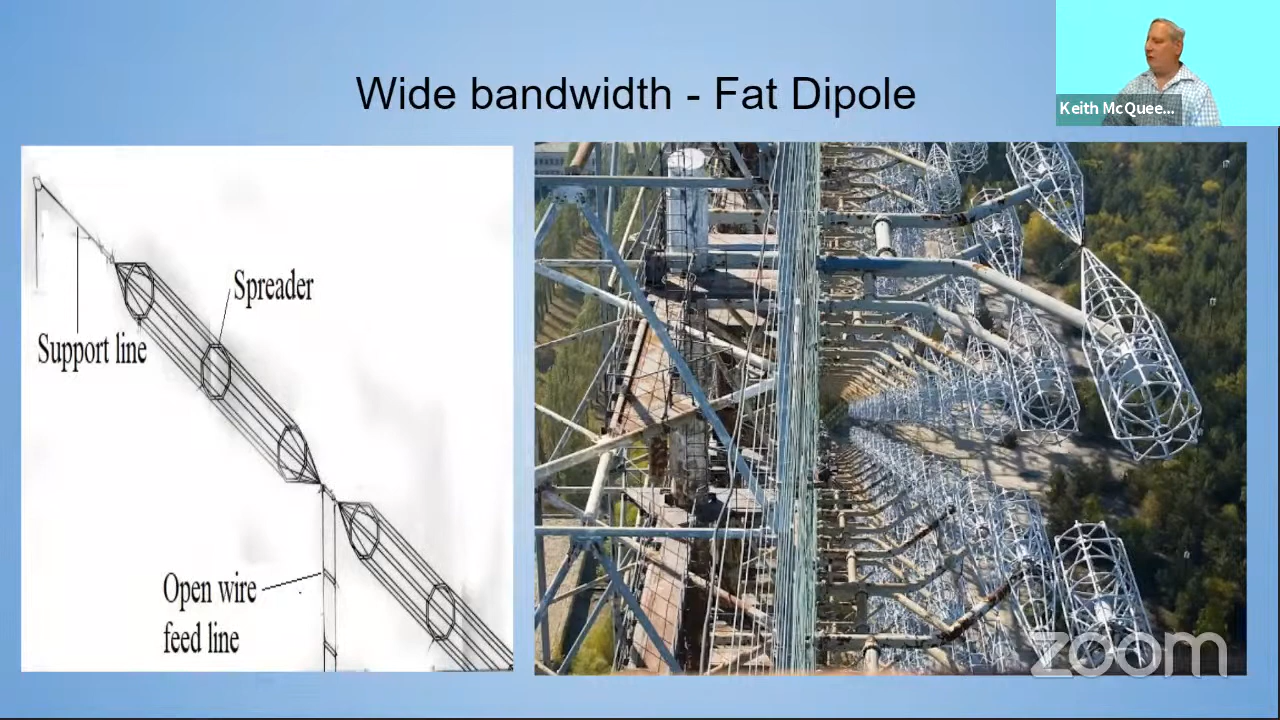 Wide bandwidth - Fat Dipole
Keith McQuee...
Spreader
Support line
Open wire
feed line
zoom